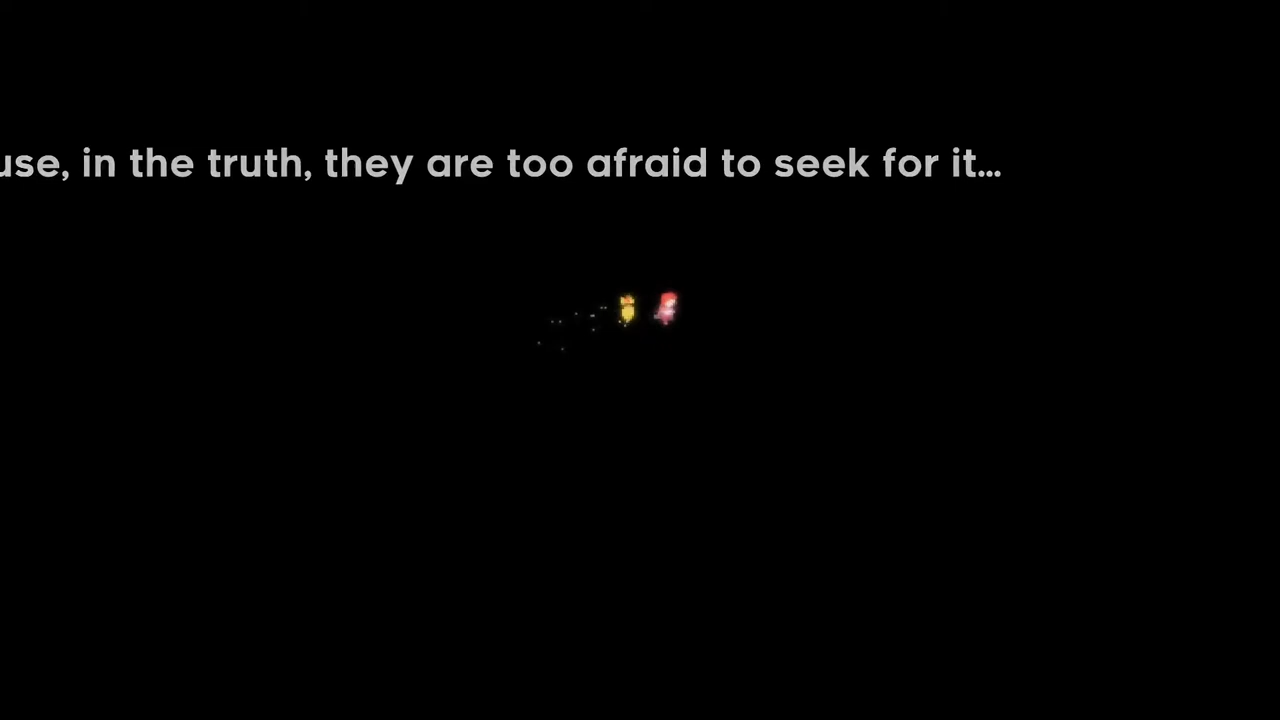 use, in the truth, they are too afraid to seek for it...